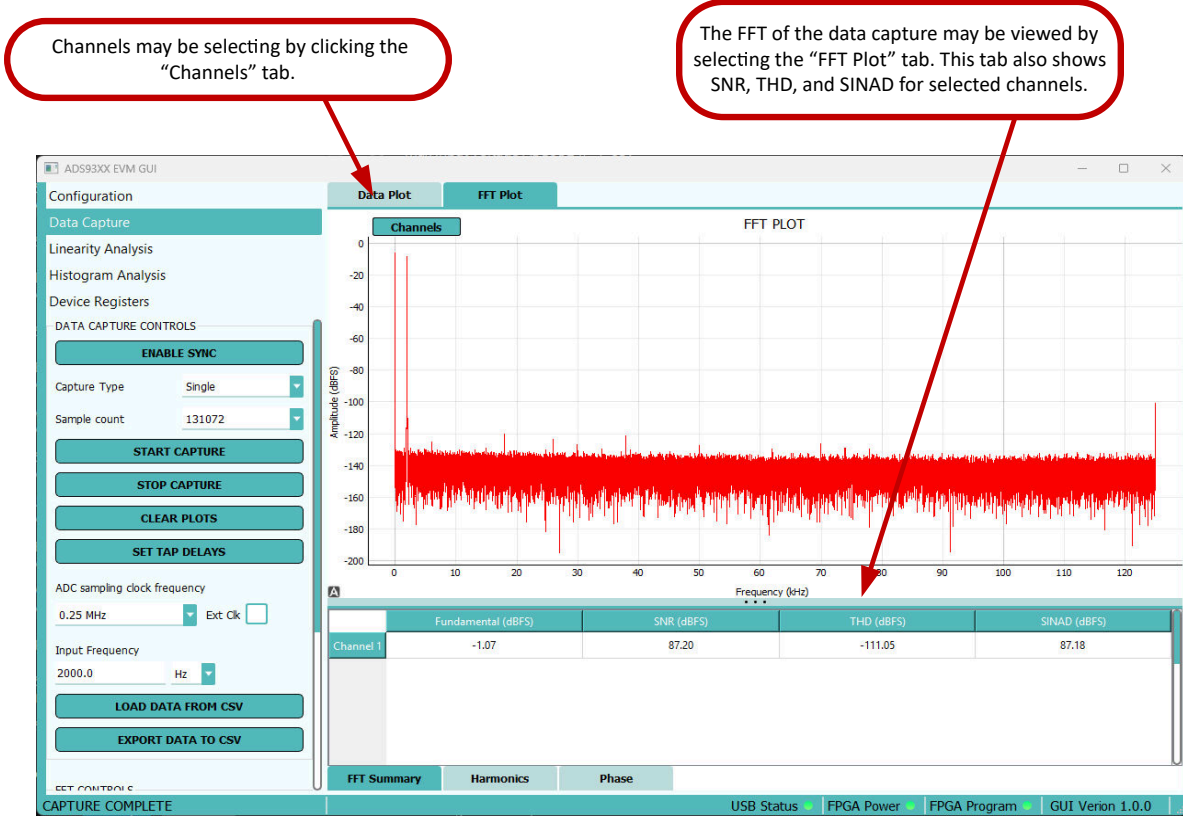 Channels may be selecting by clicking the
“Channels” tab.
The FFT of the data capture may be viewed by
selecting the “FFT Plot” tab. This tab also shows
SNR, THD, and SINAD for selected channels.
ADS93XX EVM GUI
Configuration
Data Capture
Linearity Analysis
Histogram Analysis
Device Registers
DATA CAPTURE CONTROLS
ENABLE SYNC
Capture Type Single
Sample count 131072
START CAPTURE
STOP CAPTURE
CLEAR PLOTS
SET TAP DELAYS
ADC sampling clock frequency
0.25 MHz Ext Clk
Input Frequency
2000.0 Hz
LOAD DATA FROM CSV
EXPORT DATA TO CSV
FFT CONTROLS
Data Plot FFT Plot
Channels
FFT PLOT
Amplitude (dBFS)
0
-20
-40
-60
-80
-100
-120
-140
-160
-180
-200
0 10 20 30 40 50 60 70 80 90 100 110 120
Frequency (kHz)
A
Fundamental (dBFS) SNR (dBFS) THD (dBFS) SINAD (dBFS)
Channel 1 -1.07 87.20 -111.05 87.18
FFT Summary Harmonics Phase
CAPTURE COMPLETE USB Status FPGA Power FPGA Program GUI Verion 1.0.0